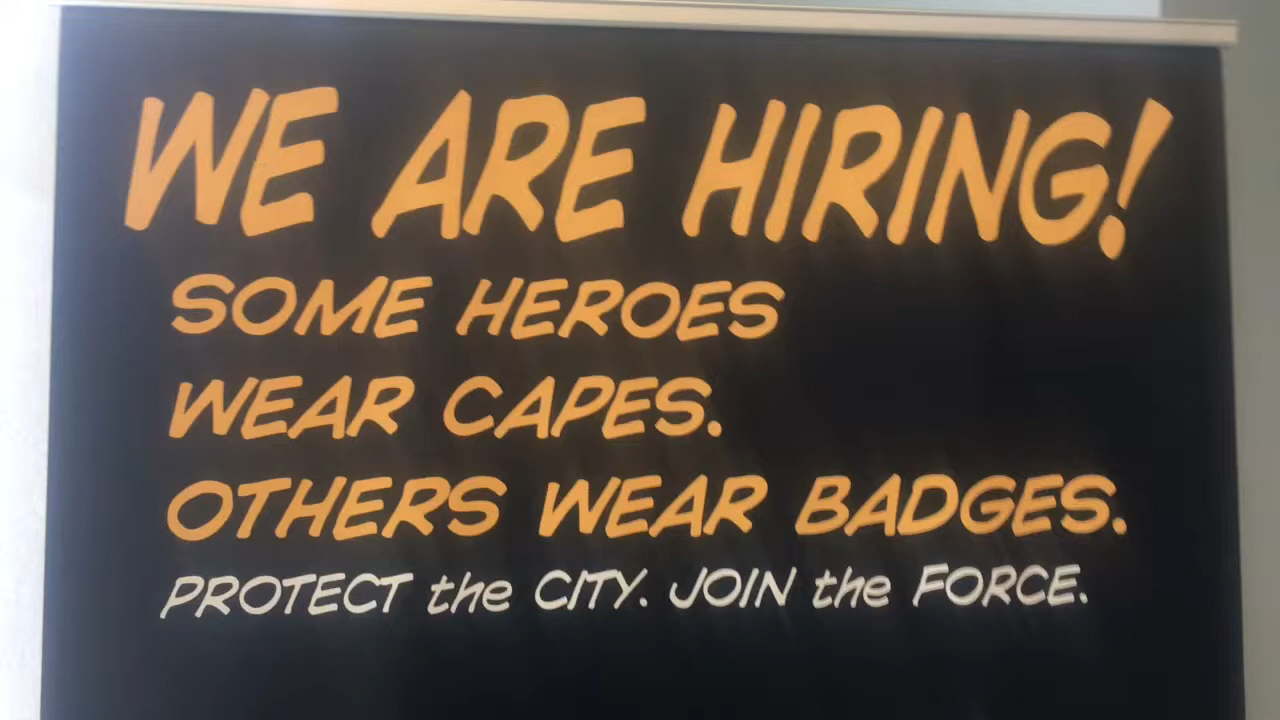 WE ARE HIRING!
SOME HEROES
WEAR CAPES.
OTHERS WEAR BADGES.
PROTECT the CITY. JOIN the FORCE.